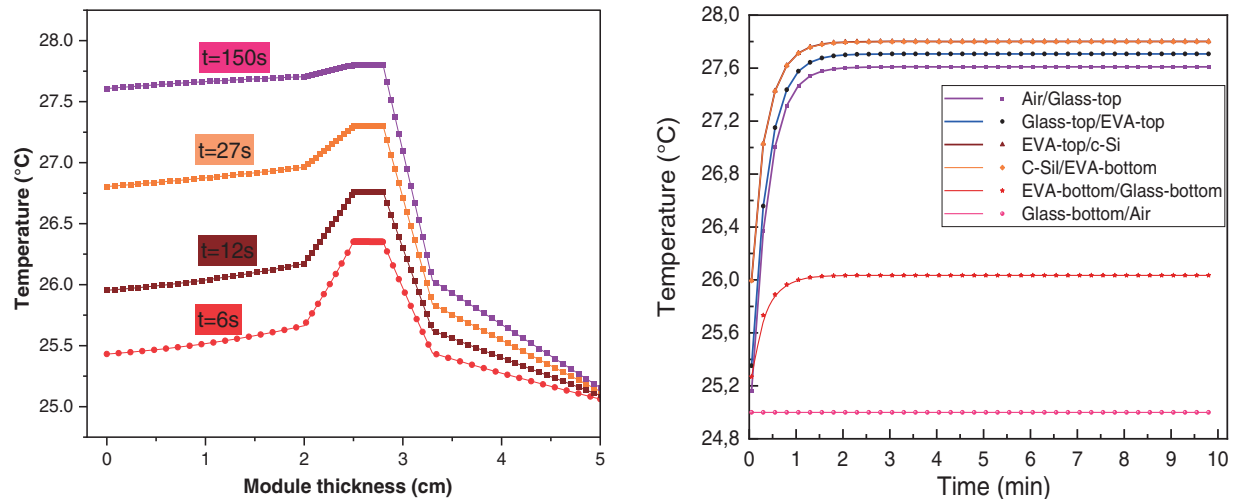 28.0
27.5
27.0
26.5
26.0
25.5
25.0
Temperature (°C)
t=150s
t=27s
t=12s
t=6s
0 1 2 3 4 5
Module thickness (cm)
28,0
27,6
27,2
27,8
26,4
26,0
25,6
25,2
24,8
Temperature (°C)
Air/Glass-top
Glass-top/EVA-top
EVA-top/c-Si
C-Sil/EVA-bottom
EVA-bottom/Glass-bottom
Glass-bottom/Air
0 1 2 3 4 5 6 7 8 9 10
Time (min)